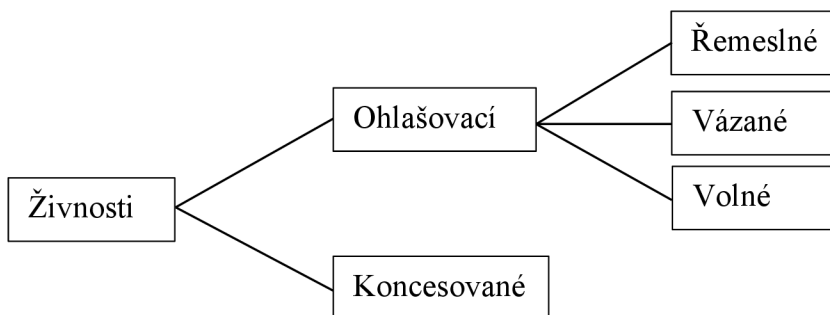 Řemeslné
Ohlašovací
Vázané
Živnosti
Volné
Koncesované